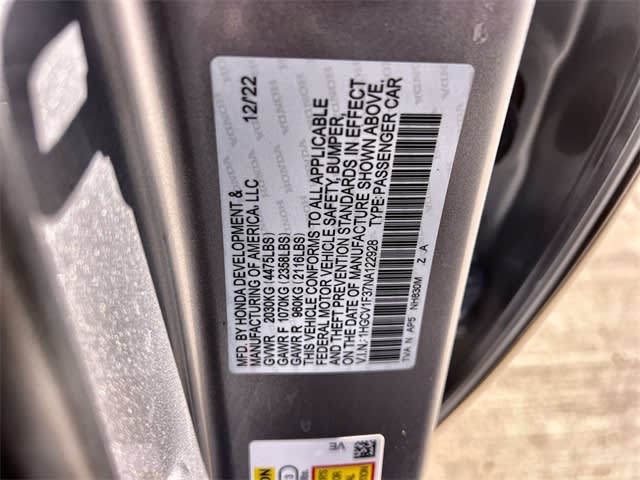 MFD. BY HONDA DEVELOPMENT & 12/22
MANUFACTURING OF AMERICA, LLC
GVWR 2030KG (4475LBS)
GAWR F 1070KG (2358LBS)
GAWR R 960KG (2116LBS)
THIS VEHICLE CONFORMS TO ALL APPLICABLE
FEDERAL MOTOR VEHICLE SAFETY, BUMPER,
AND THEFT PREVENTION STANDARDS IN EFFECT
ON THE DATE OF MANUFACTURE SHOWN ABOVE.
V.I.N.: 1HGCV1F37NA122928 TYPE:PASSENGER CAR
TVA N AP5 NH830M Z A
VE